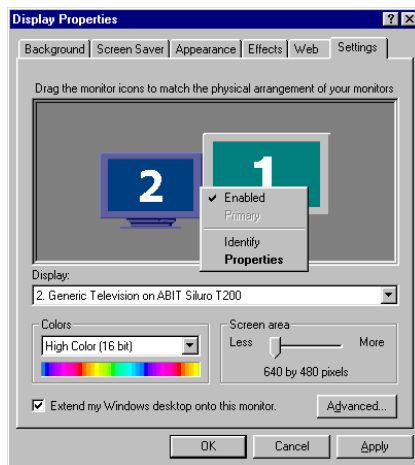 Display Properties
Background Screen Saver Appearance Effects Web Settings
Drag the monitor icons to match the physical arrangement of your monitors
2 1
Enabled
Primary
Identify
Properties
Display:
2. Generic Television on ABIT Siluro T200
Colors
High Color (16 bit)
Screen area
Less More
640 by 480 pixels
Extend my Windows desktop onto this monitor.
Advanced...
OK Cancel Apply